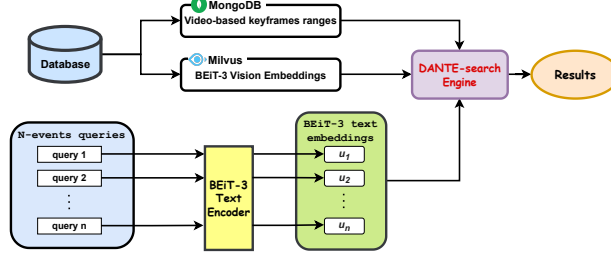 MongoDB
Video-based keyframes ranges
Database
Milvus
BEiT-3 Vision Embeddings
DANTE-search
Engine
Results
N-events queries
query 1
query 2
⋮
query n
BEiT-3
Text
Encoder
BEiT-3 text
embeddings
u₁
u₂
⋮
uₙ